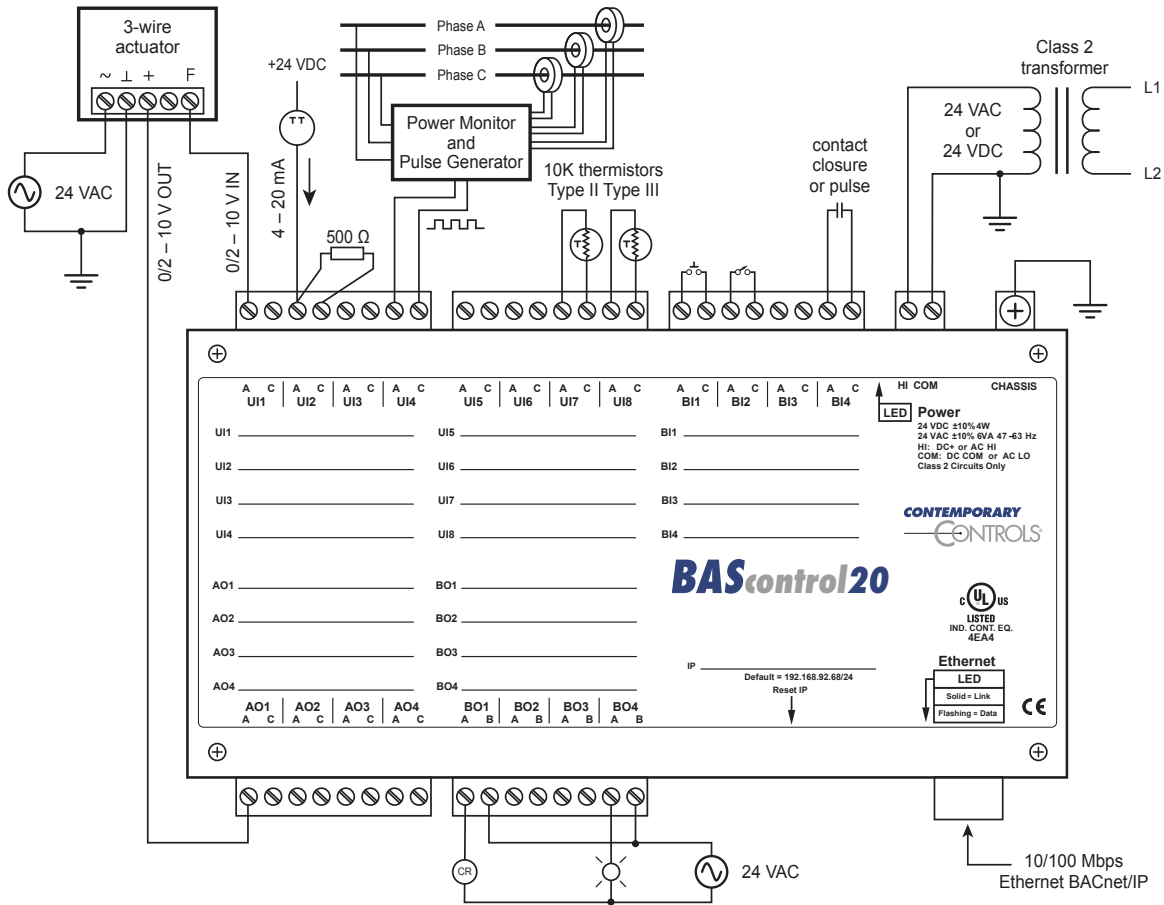 3-wire
actuator
~ ⊥ + F
24 VAC
0/2 – 10 V OUT
0/2 – 10 V IN
+24 VDC
TT
4 – 20 mA
500 Ω
Phase A
Phase B
Phase C
Power Monitor
and
Pulse Generator
10K thermistors
Type II Type III
T
T
contact
closure
or pulse
Class 2
transformer
24 VAC
or
24 VDC
L1
L2
A C A C A C A C
UI1 UI2 UI3 UI4
A C A C A C A C
UI5 UI6 UI7 UI8
A C A C A C A C
BI1 BI2 BI3 BI4
HI COM
CHASSIS
LED
Power
24 VDC ±10% 4W
24 VAC ±10% 6VA 47 -63 Hz
HI: DC+ or AC HI
COM: DC COM or AC LO
Class 2 Circuits Only
UI1
UI2
UI3
UI4
UI5
UI6
UI7
UI8
BI1
BI2
BI3
BI4
AO1
AO2
AO3
AO4
BO1
BO2
BO3
BO4
CONTEMPORARY
CONTROLS®
BAScontrol20
C UL US
LISTED
IND. CONT. EQ.
4EA4
IP
Default = 192.168.92.68/24
Reset IP
Ethernet
LED
Solid = Link
Flashing = Data
CE
AO1 AO2 AO3 AO4
A C A C A C A C
BO1 BO2 BO3 BO4
A B A B A B A B
CR
24 VAC
10/100 Mbps
Ethernet BACnet/IP